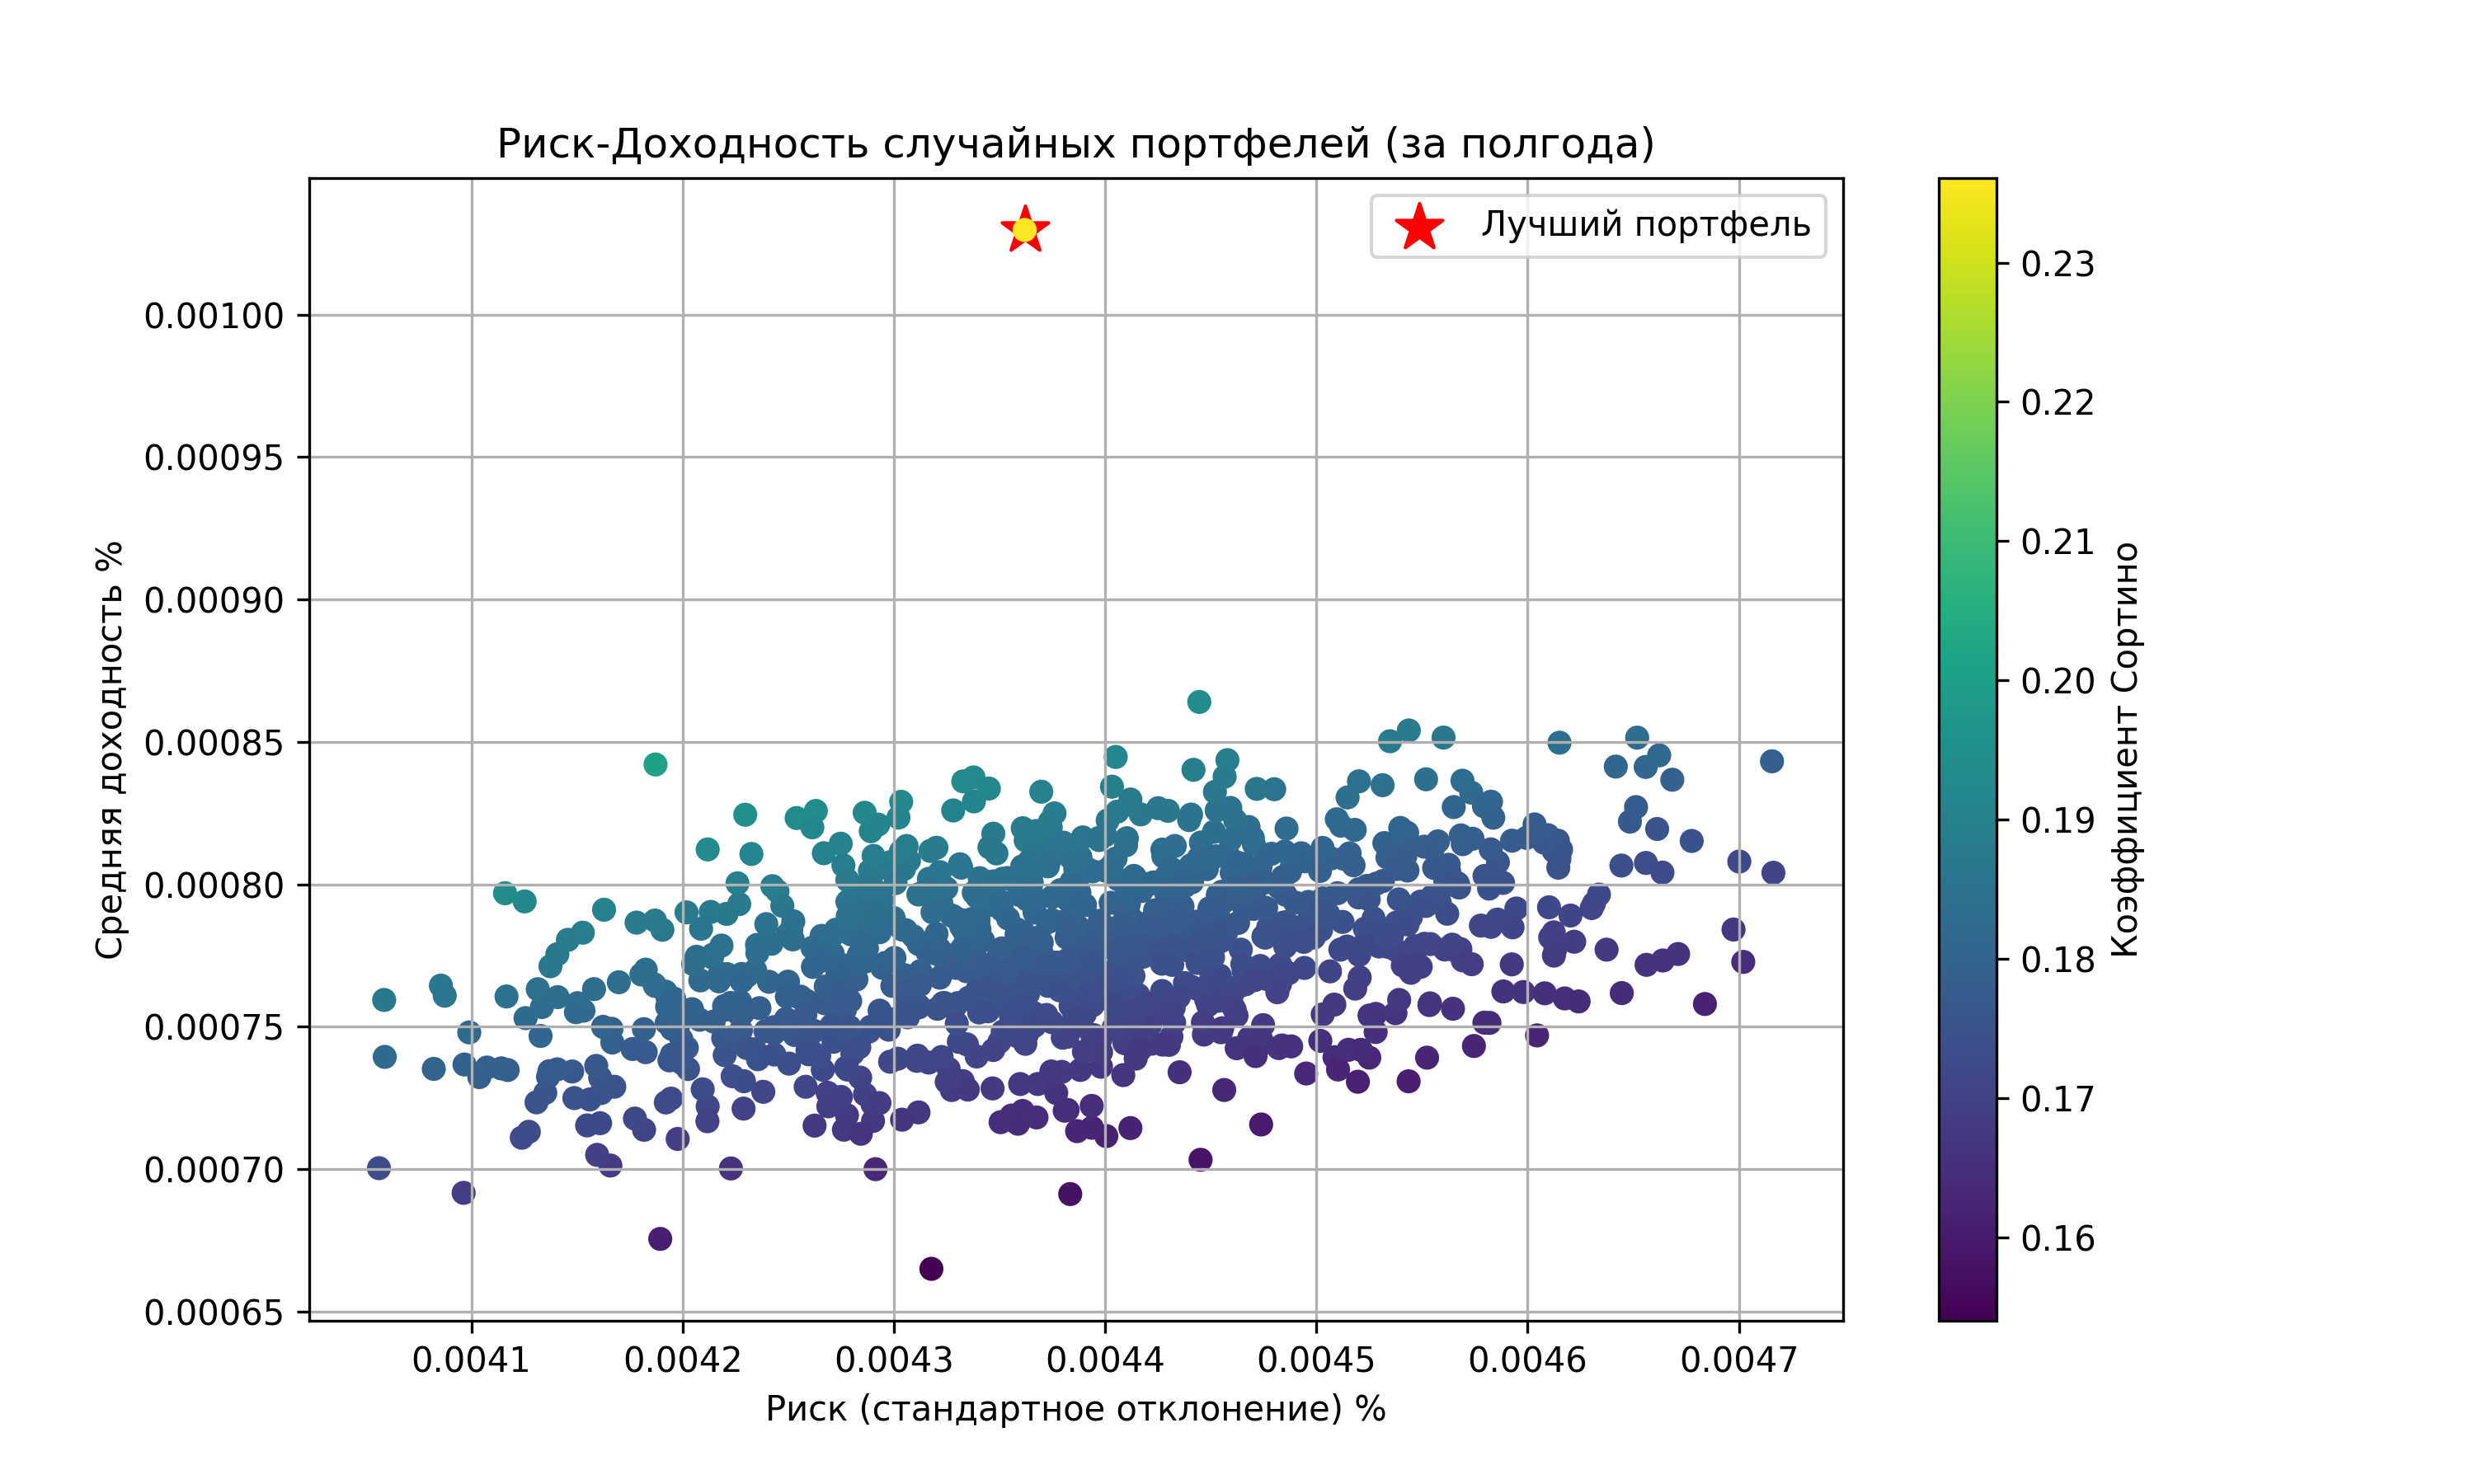 Риск-Доходность случайных портфелей (за полгода)
Лучший портфель
Средняя доходность %
0.00100
0.00095
0.00090
0.00085
0.00080
0.00075
0.00070
0.00065
0.0041 0.0042 0.0043 0.0044 0.0045 0.0046 0.0047
Риск (стандартное отклонение) %
0.23
0.22
0.21
0.20
0.19
0.18
0.17
0.16
Коэффициент Сортино